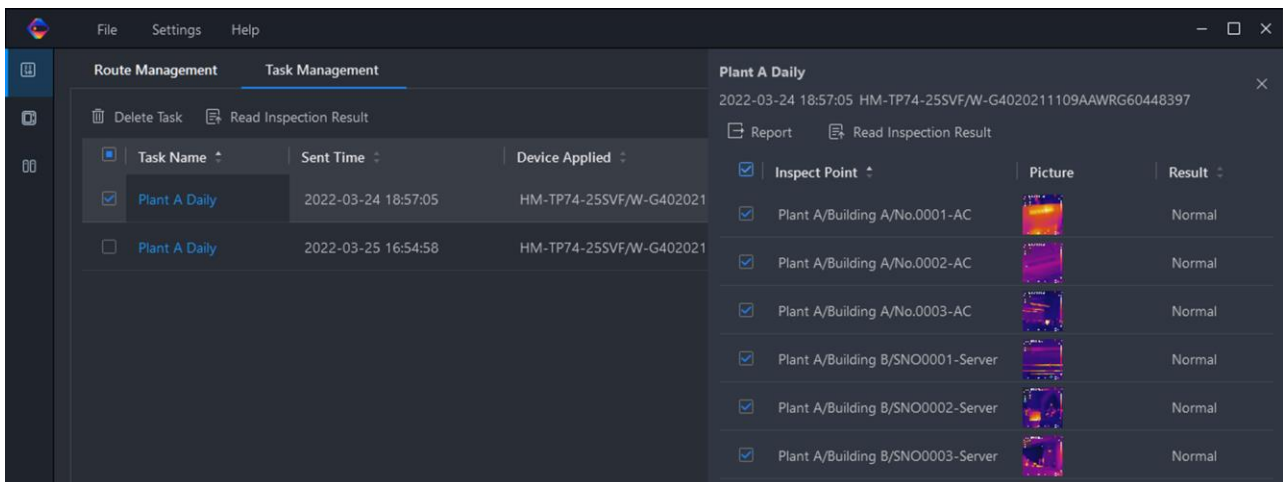 File Settings Help
Route Management Task Management
Delete Task Read Inspection Result
Task Name Sent Time Device Applied
Plant A Daily 2022-03-24 18:57:05 HM-TP74-25SVF/W-G402021
Plant A Daily 2022-03-25 16:54:58 HM-TP74-25SVF/W-G402021
Plant A Daily
2022-03-24 18:57:05 HM-TP74-25SVF/W-G4020211109AAWRG60448397
Report Read Inspection Result
Inspect Point Picture Result
Plant A/Building A/No.0001-AC Normal
Plant A/Building A/No.0002-AC Normal
Plant A/Building A/No.0003-AC Normal
Plant A/Building B/SNO0001-Server Normal
Plant A/Building B/SNO0002-Server Normal
Plant A/Building B/SNO0003-Server Normal